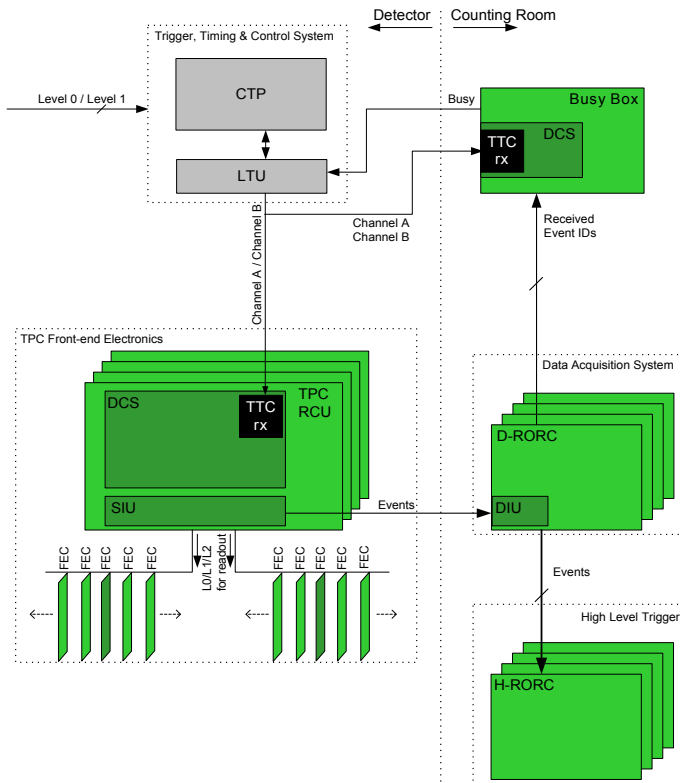 Detector
Counting Room
Trigger, Timing & Control System
CTP
Level 0 / Level 1
LTU
Busy
Busy Box
DCS
TTC
rx
Channel A / Channel B
Channel A
Channel B
Received
Event IDs
TPC Front-end Electronics
TPC
RCU
DCS
TTC
rx
SIU
Events
Data Acquisition System
D-RORC
DIU
FEC
FEC
FEC
FEC
FEC
L0/L1/L2
for readout
FEC
FEC
FEC
FEC
FEC
Events
High Level Trigger
H-RORC